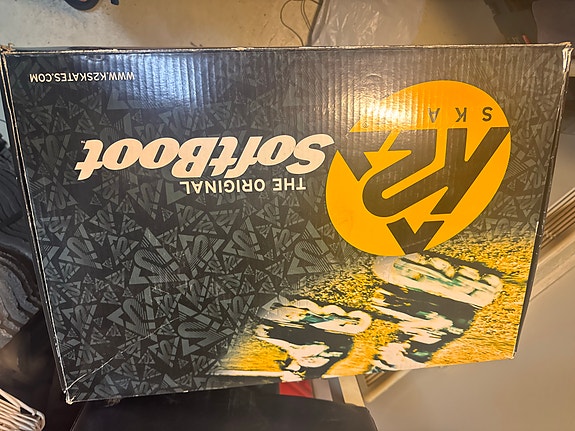 K2
SKA
THE ORIGINAL
SoftBoot
WWW.K2SKATES.COM